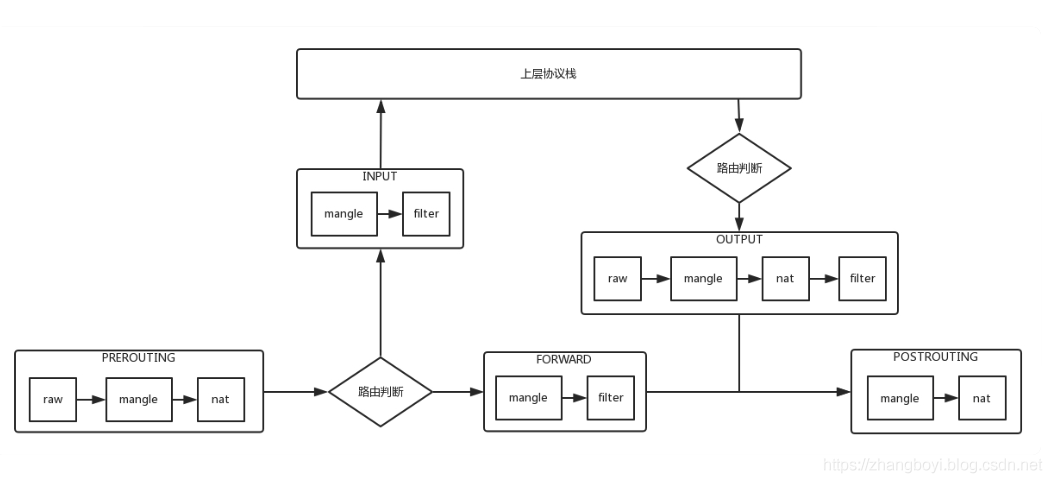 上层协议栈
路由判断
INPUT
mangle
filter
OUTPUT
raw
mangle
nat
filter
PREROUTING
raw
mangle
nat
路由判断
FORWARD
mangle
filter
POSTROUTING
mangle
nat
https://zhangboyi.blog.csdn.net